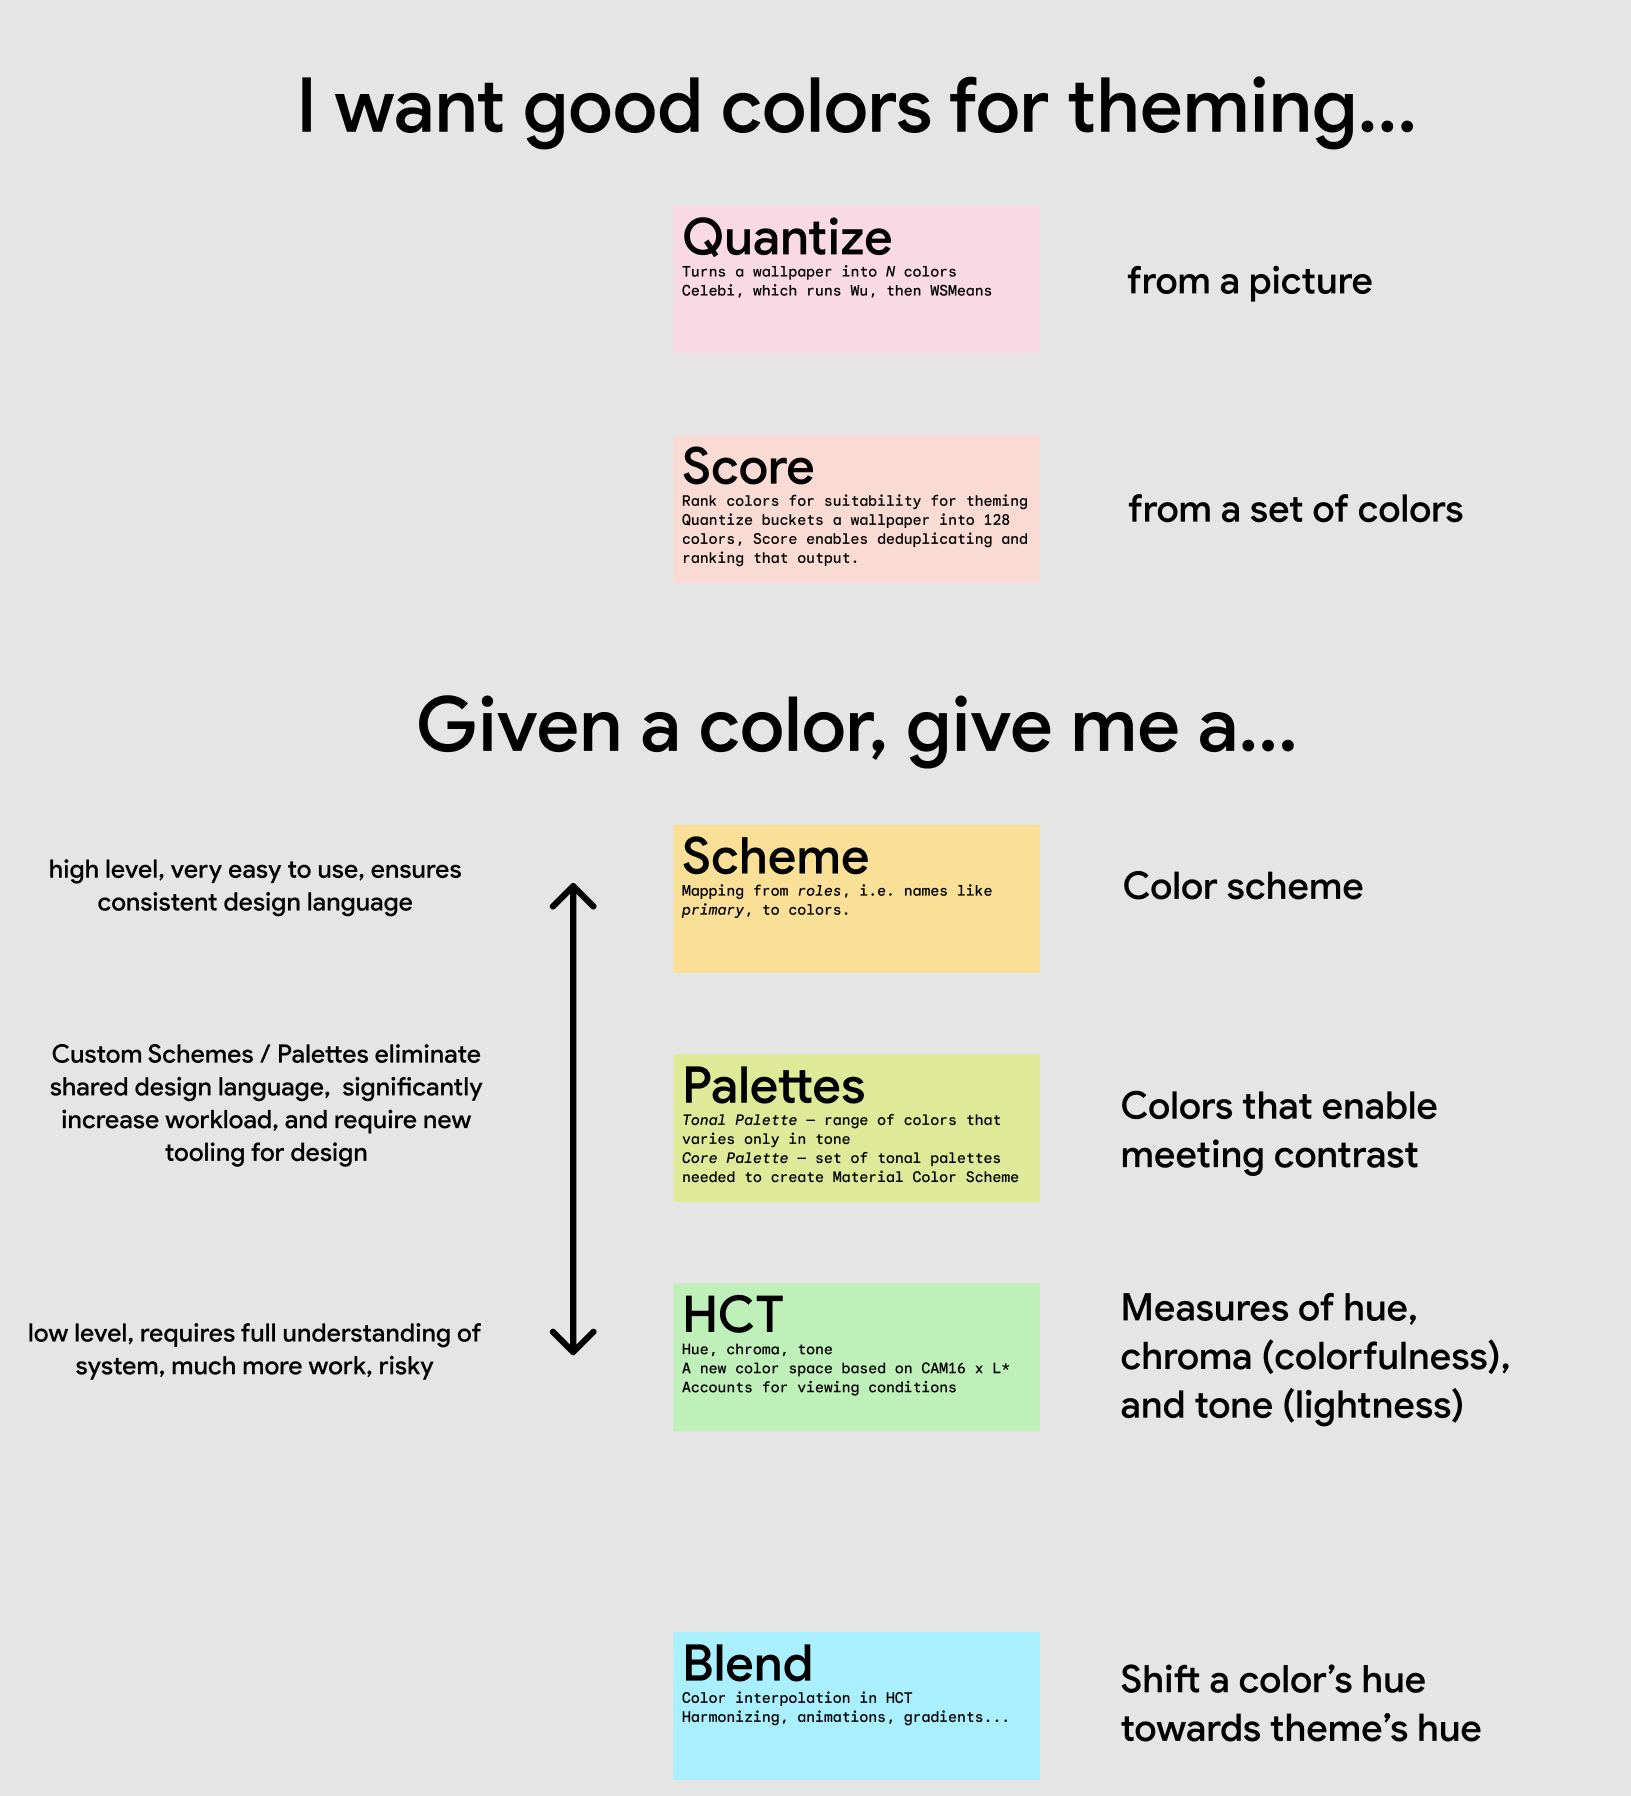 I want good colors for theming...
Quantize
Turns a wallpaper into N colors
Celebi, which runs Wu, then WSMeans
from a picture
Score
Rank colors for suitability for theming
Quantize buckets a wallpaper into 128
colors, Score enables deduplicating and
ranking that output.
from a set of colors
Given a color, give me a...
high level, very easy to use, ensures
consistent design language
Scheme
Mapping from roles, i.e. names like
primary, to colors.
Color scheme
Custom Schemes / Palettes eliminate
shared design language,  significantly
increase workload, and require new
tooling for design
Palettes
Tonal Palette – range of colors that
varies only in tone
Core Palette – set of tonal palettes
needed to create Material Color Scheme
Colors that enable
meeting contrast
low level, requires full understanding of
system, much more work, risky
HCT
Hue, chroma, tone
A new color space based on CAM16 x L*
Accounts for viewing conditions
Measures of hue,
chroma (colorfulness),
and tone (lightness)
Blend
Color interpolation in HCT
Harmonizing, animations, gradients...
Shift a color’s hue
towards theme’s hue